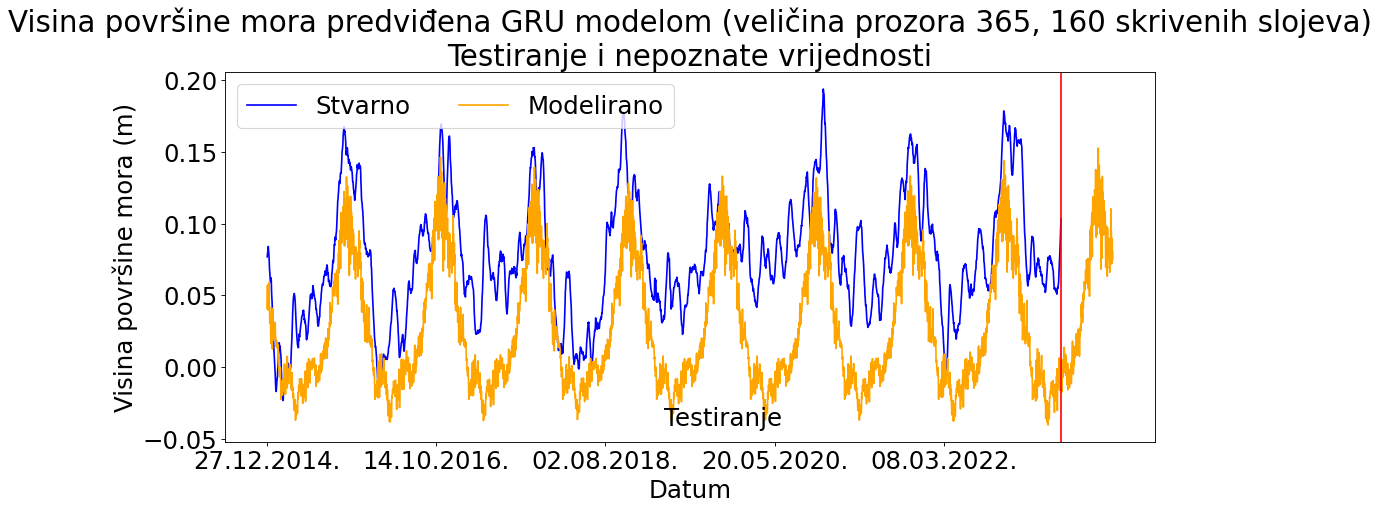 Visina površine mora predviđena GRU modelom (veličina prozora 365, 160 skrivenih slojeva)
Testiranje i nepoznate vrijednosti
Stvarno
Modelirano
Visina površine mora (m)
0.20
0.15
0.10
0.05
0.00
−0.05
Testiranje
27.12.2014.
14.10.2016.
02.08.2018.
20.05.2020.
08.03.2022.
Datum